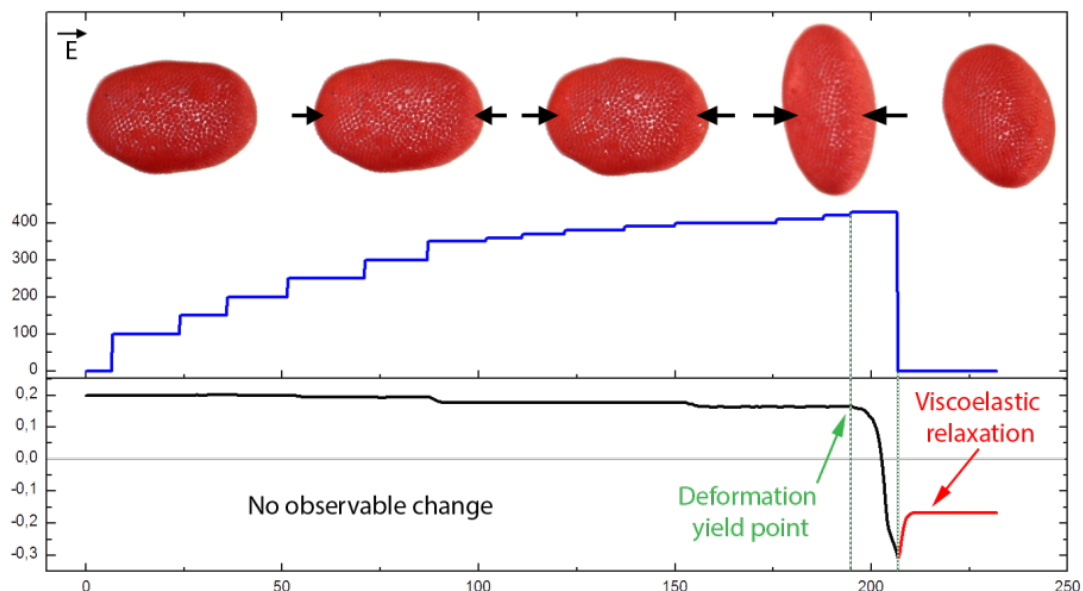 E
400
300
200
100
0
0,2
0,1
0,0
-0,1
-0,2
-0,3
No observable change
Deformation
yield point
Viscoelastic
relaxation
0
50
100
150
200
250